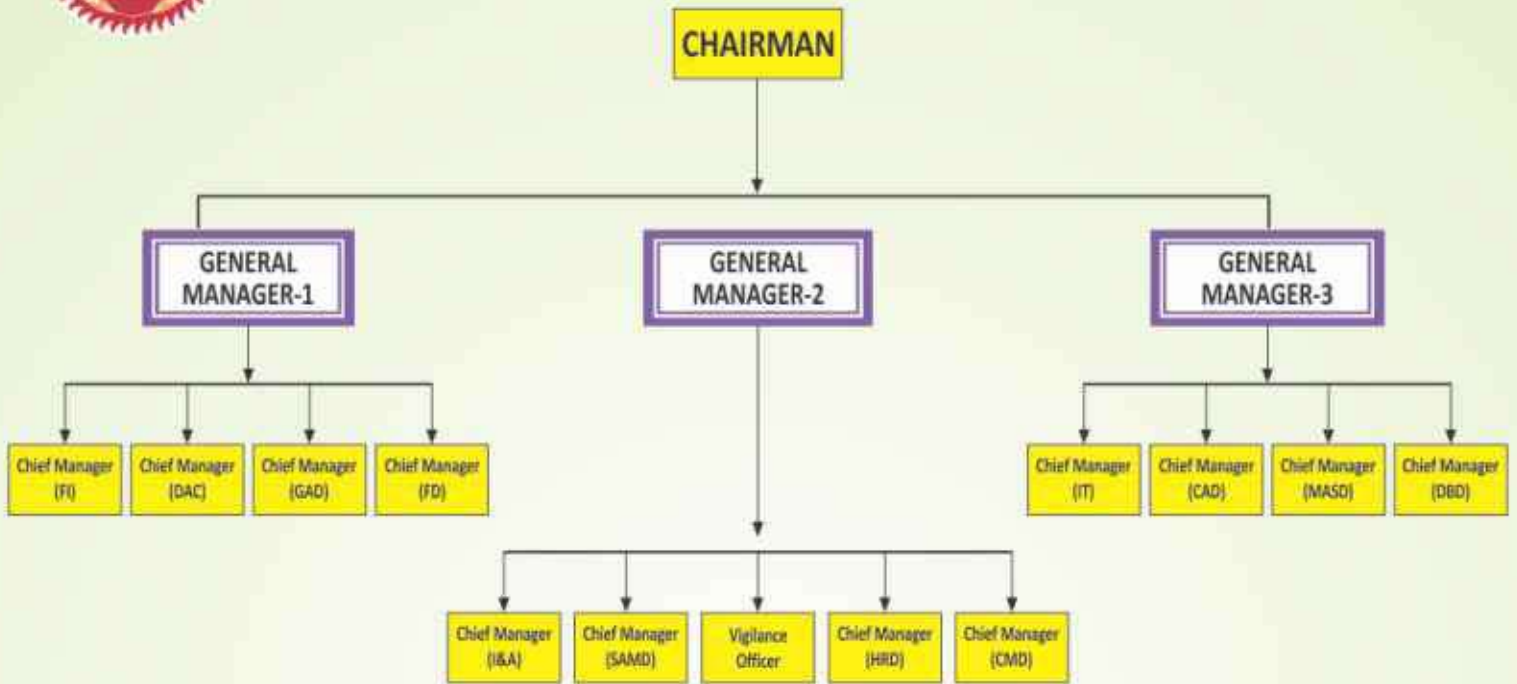 CHAIRMAN
GENERAL
MANAGER-1
GENERAL
MANAGER-2
GENERAL
MANAGER-3
Chief Manager
(FI)
Chief Manager
(DAC)
Chief Manager
(GAD)
Chief Manager
(FD)
Chief Manager
(IT)
Chief Manager
(CAD)
Chief Manager
(MASD)
Chief Manager
(DBD)
Chief Manager
(I&A)
Chief Manager
(SAMD)
Vigilance
Officer
Chief Manager
(HRD)
Chief Manager
(CMD)